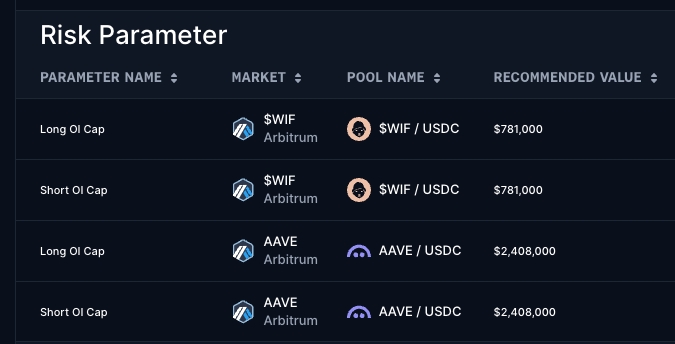 Risk Parameter
PARAMETER NAME MARKET POOL NAME RECOMMENDED VALUE
Long OI Cap $WIF Arbitrum $WIF / USDC $781,000
Short OI Cap $WIF Arbitrum $WIF / USDC $781,000
Long OI Cap AAVE Arbitrum AAVE / USDC $2,408,000
Short OI Cap AAVE Arbitrum AAVE / USDC $2,408,000